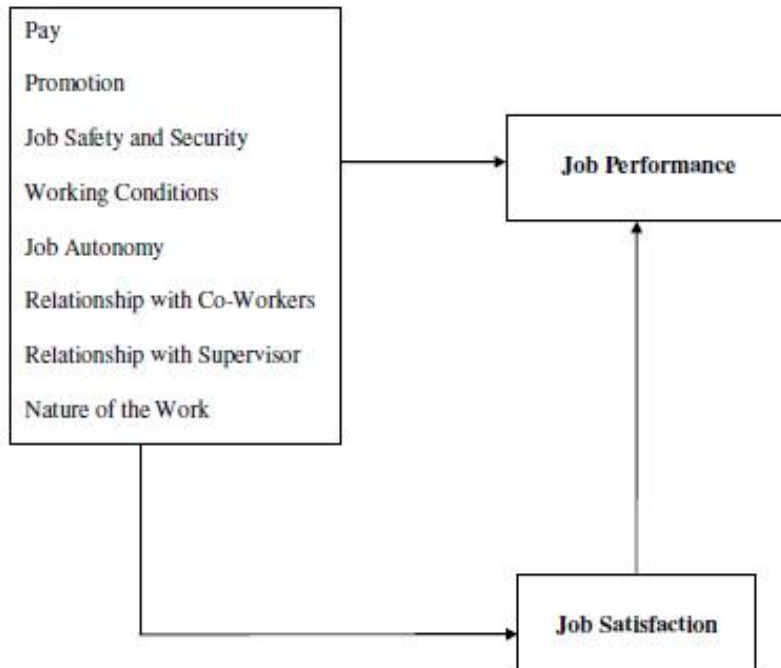 Pay
Promotion
Job Safety and Security
Working Conditions
Job Autonomy
Relationship with Co-Workers
Relationship with Supervisor
Nature of the Work
Job Performance
Job Satisfaction